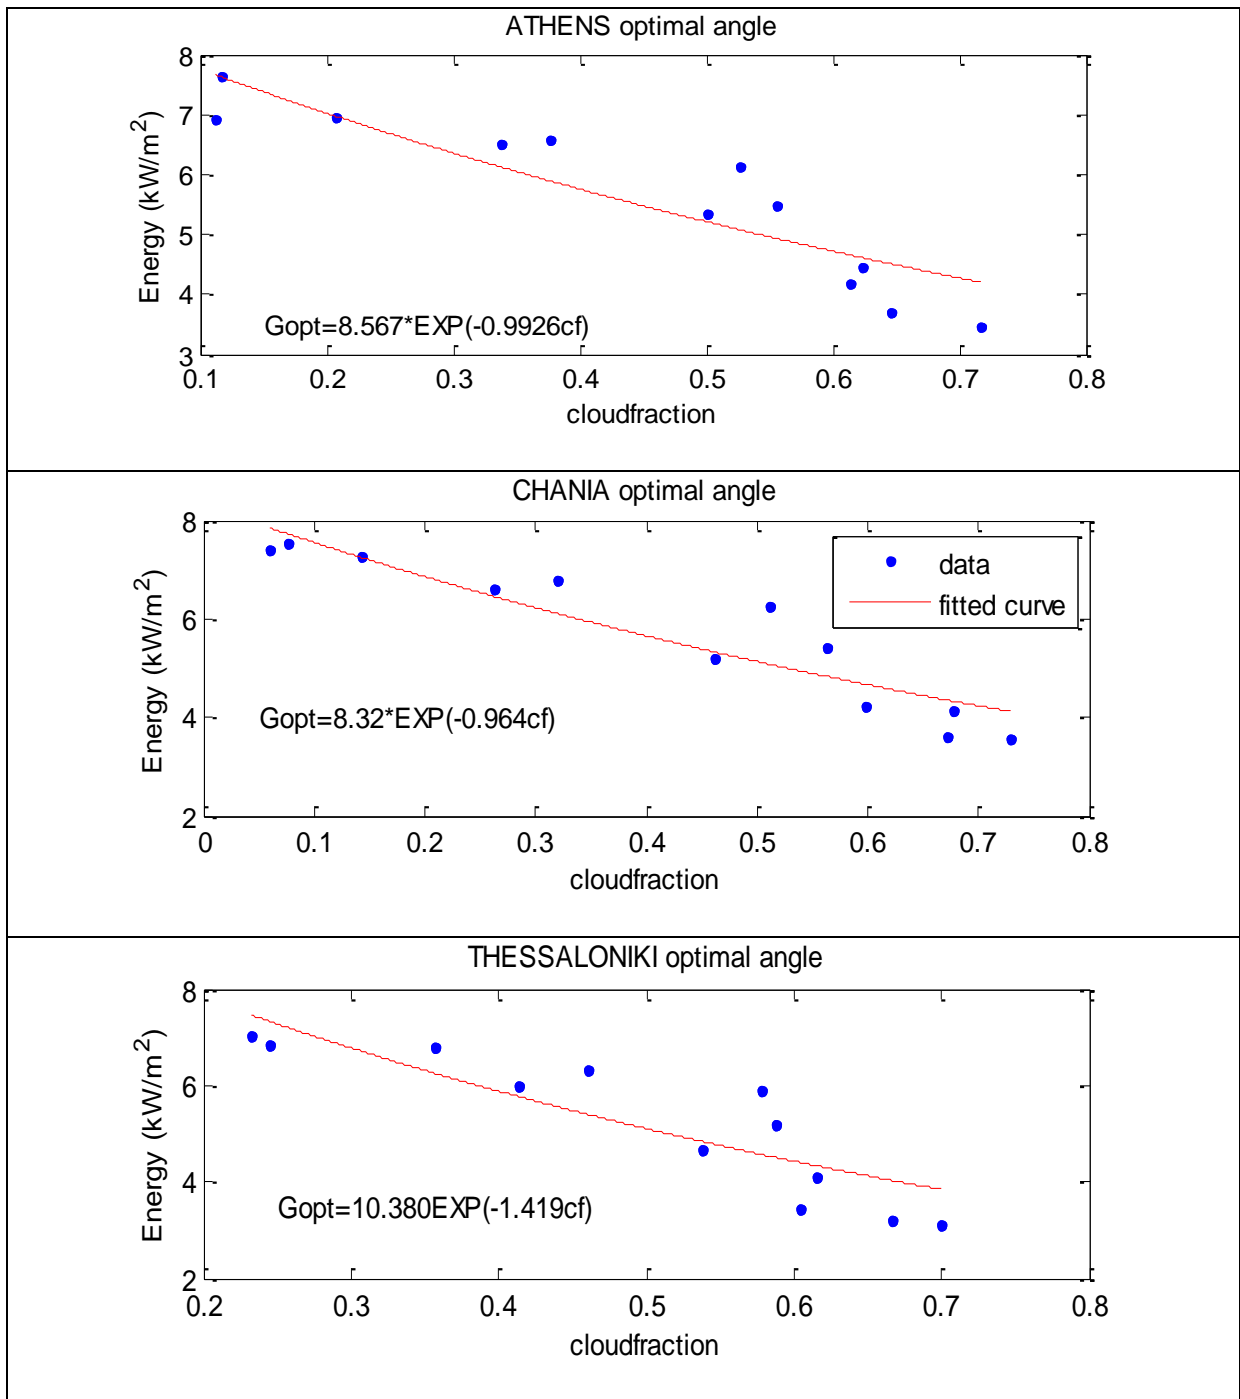 ATHENS optimal angle
8
7
6
5
4
3
Energy (kW/m²)
Gopt=8.567*EXP(-0.9926cf)
0.1 0.2 0.3 0.4 0.5 0.6 0.7 0.8
cloudfraction
CHANIA optimal angle
8
6
4
2
Energy (kW/m²)
data
fitted curve
Gopt=8.32*EXP(-0.964cf)
0 0.1 0.2 0.3 0.4 0.5 0.6 0.7 0.8
cloudfraction
THESSALONIKI optimal angle
8
6
4
2
Energy (kW/m²)
Gopt=10.380EXP(-1.419cf)
0.2 0.3 0.4 0.5 0.6 0.7 0.8
cloudfraction